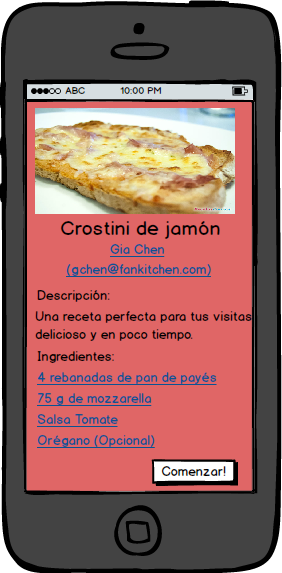 ABC 10:00 PM
Crostini de jamón
Gia Chen
(gchen@fankitchen.com)
Descripción:
Una receta perfecta para tus visitas
delicioso y en poco tiempo.
Ingredientes:
4 rebanadas de pan de payés
75 g de mozzarella
Salsa Tomate
Orégano (Opcional)
Comenzar!